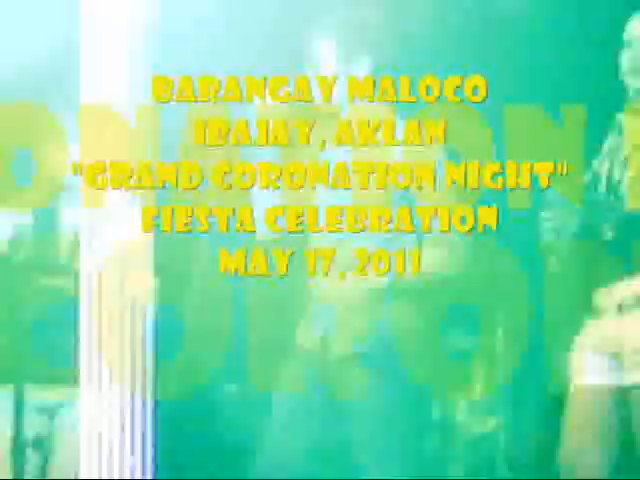 BARANGAY MALOCO
IBAJAY, AKLAN
"GRAND CORONATION NIGHT"
FIESTA CELEBRATION
MAY 17, 2011